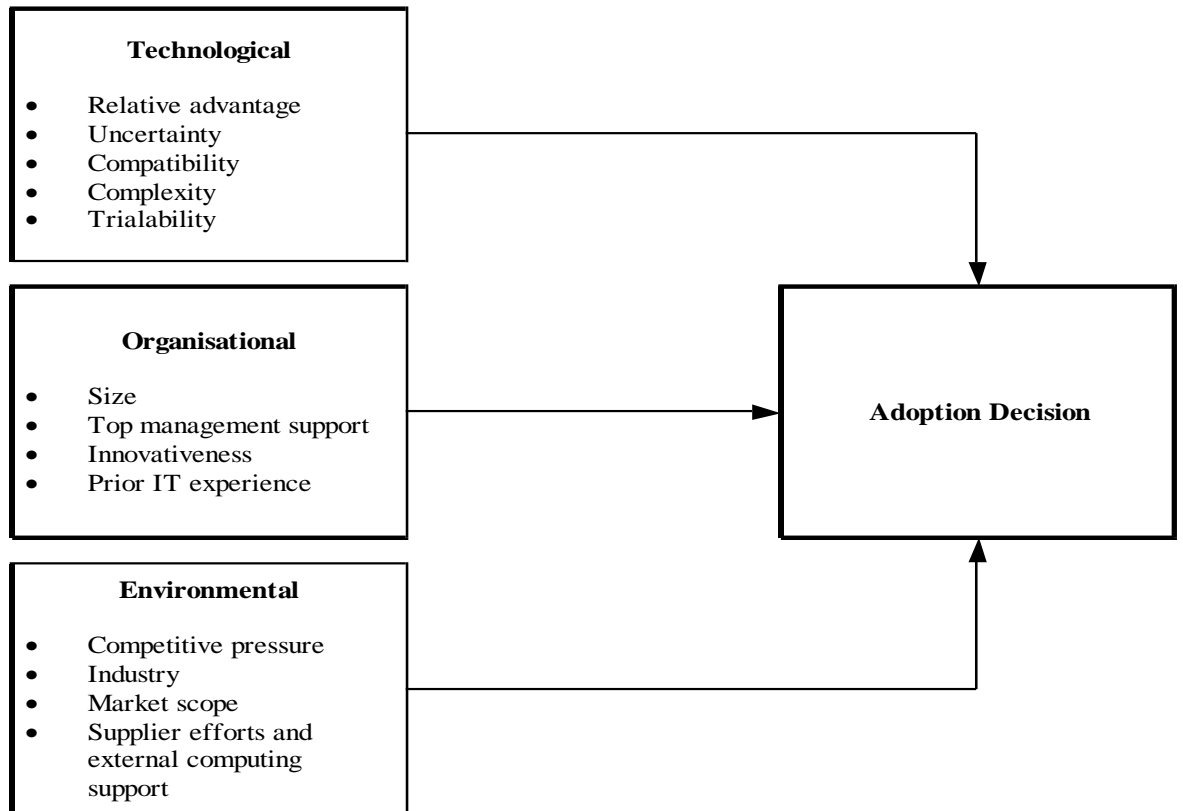 Technological
• Relative advantage
• Uncertainty
• Compatibility
• Complexity
• Trialability
Organisational
• Size
• Top management support
• Innovativeness
• Prior IT experience
Adoption Decision
Environmental
• Competitive pressure
• Industry
• Market scope
• Supplier efforts and
external computing
support